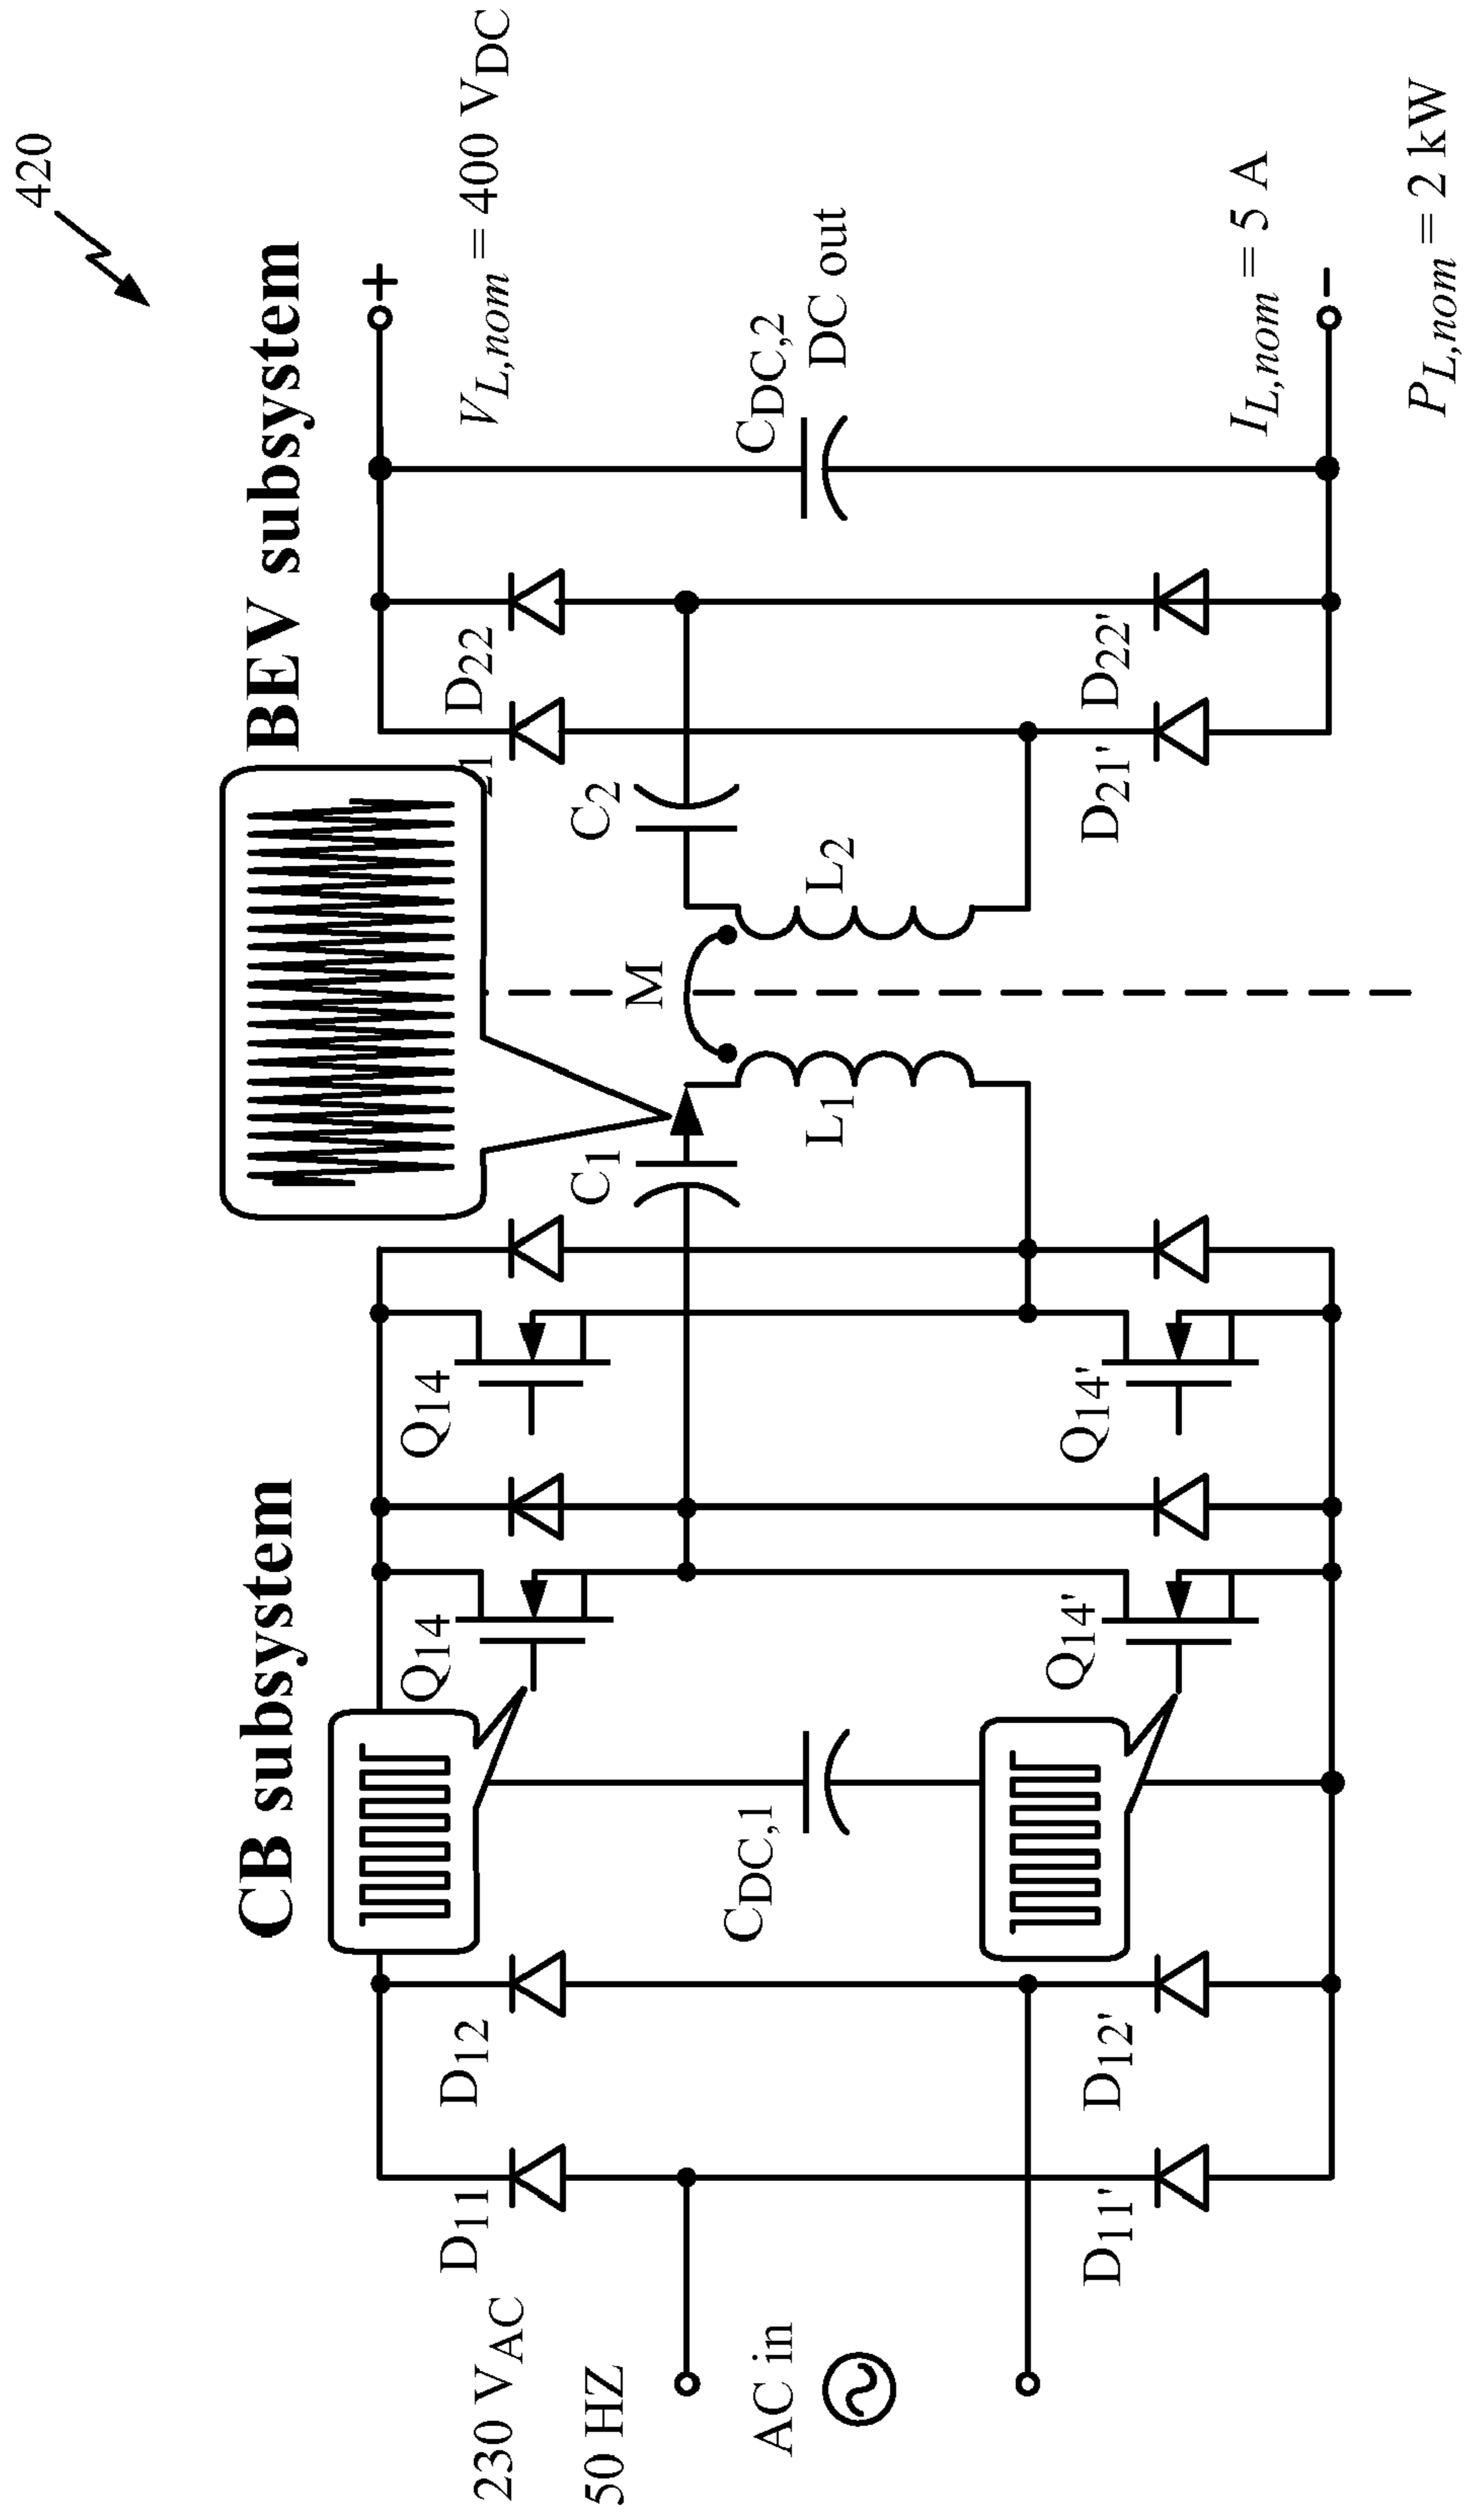 420
CB subsystem
BEV subsystem
230 VAC
50 HZ
AC in
D11
D12
D11'
D12'
CDC,1
Q14
Q14'
Q14
Q14'
C1
L1
M
L2
C2
D22
D21'
D22'
CDC,2
DC out
VL,nom = 400 VDC
IL,nom = 5 A
PL,nom = 2 kW